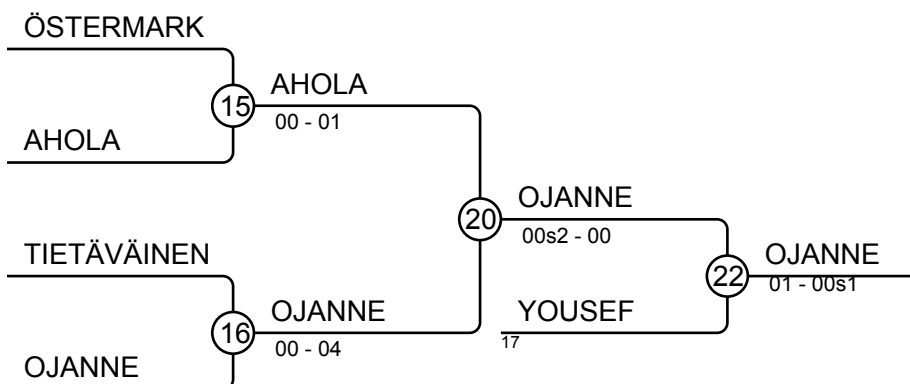 ÖSTERMARK
15
AHOLA
00 - 01
AHOLA
20
OJANNE
00s2 - 00
TIETÄVÄINEN
16
OJANNE
00 - 04
OJANNE
YOUSEF
17
22
OJANNE
01 - 00s1